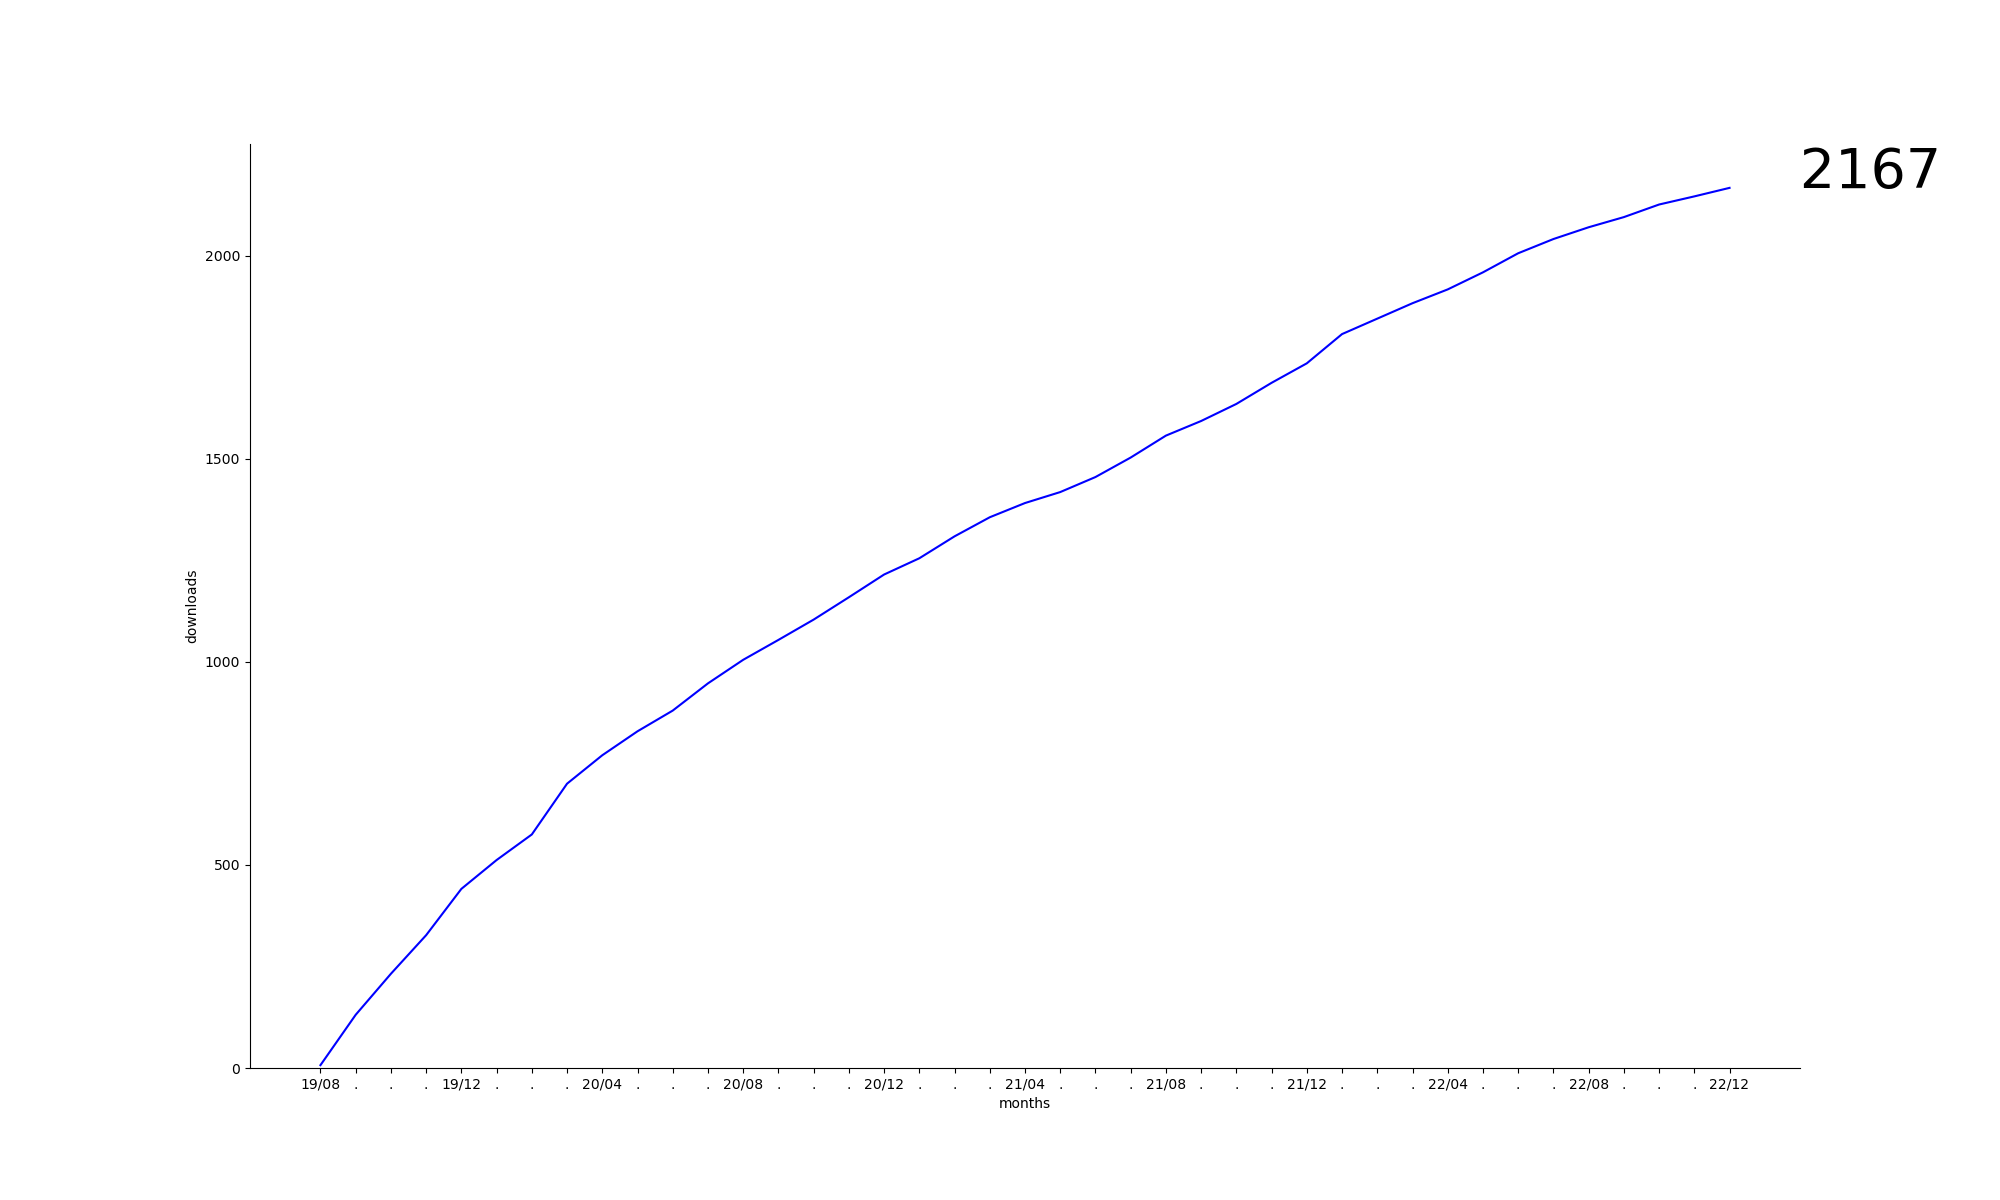 2167
2000
1500
1000
500
0
downloads
19/08 . . . 19/12 . . . 20/04 . . . 20/08 . . . 20/12 . . . 21/04 . . . 21/08 . . . 21/12 . . . 22/04 . . . 22/08 . . . 22/12
months